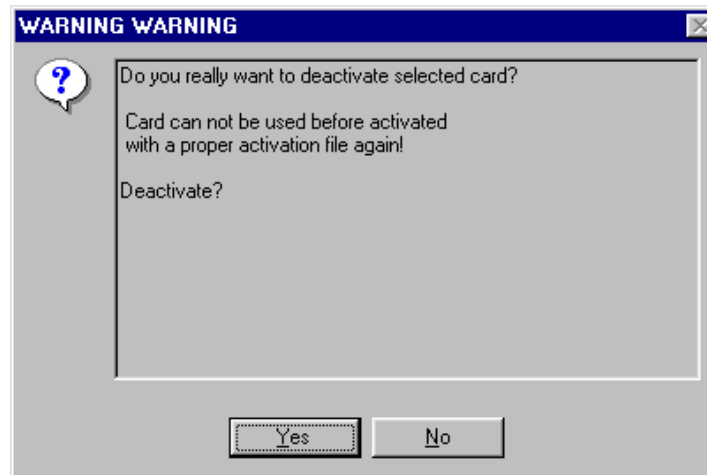 WARNING WARNING
?
Do you really want to deactivate selected card?
Card can not be used before activated
with a proper activation file again!
Deactivate?
Yes
No